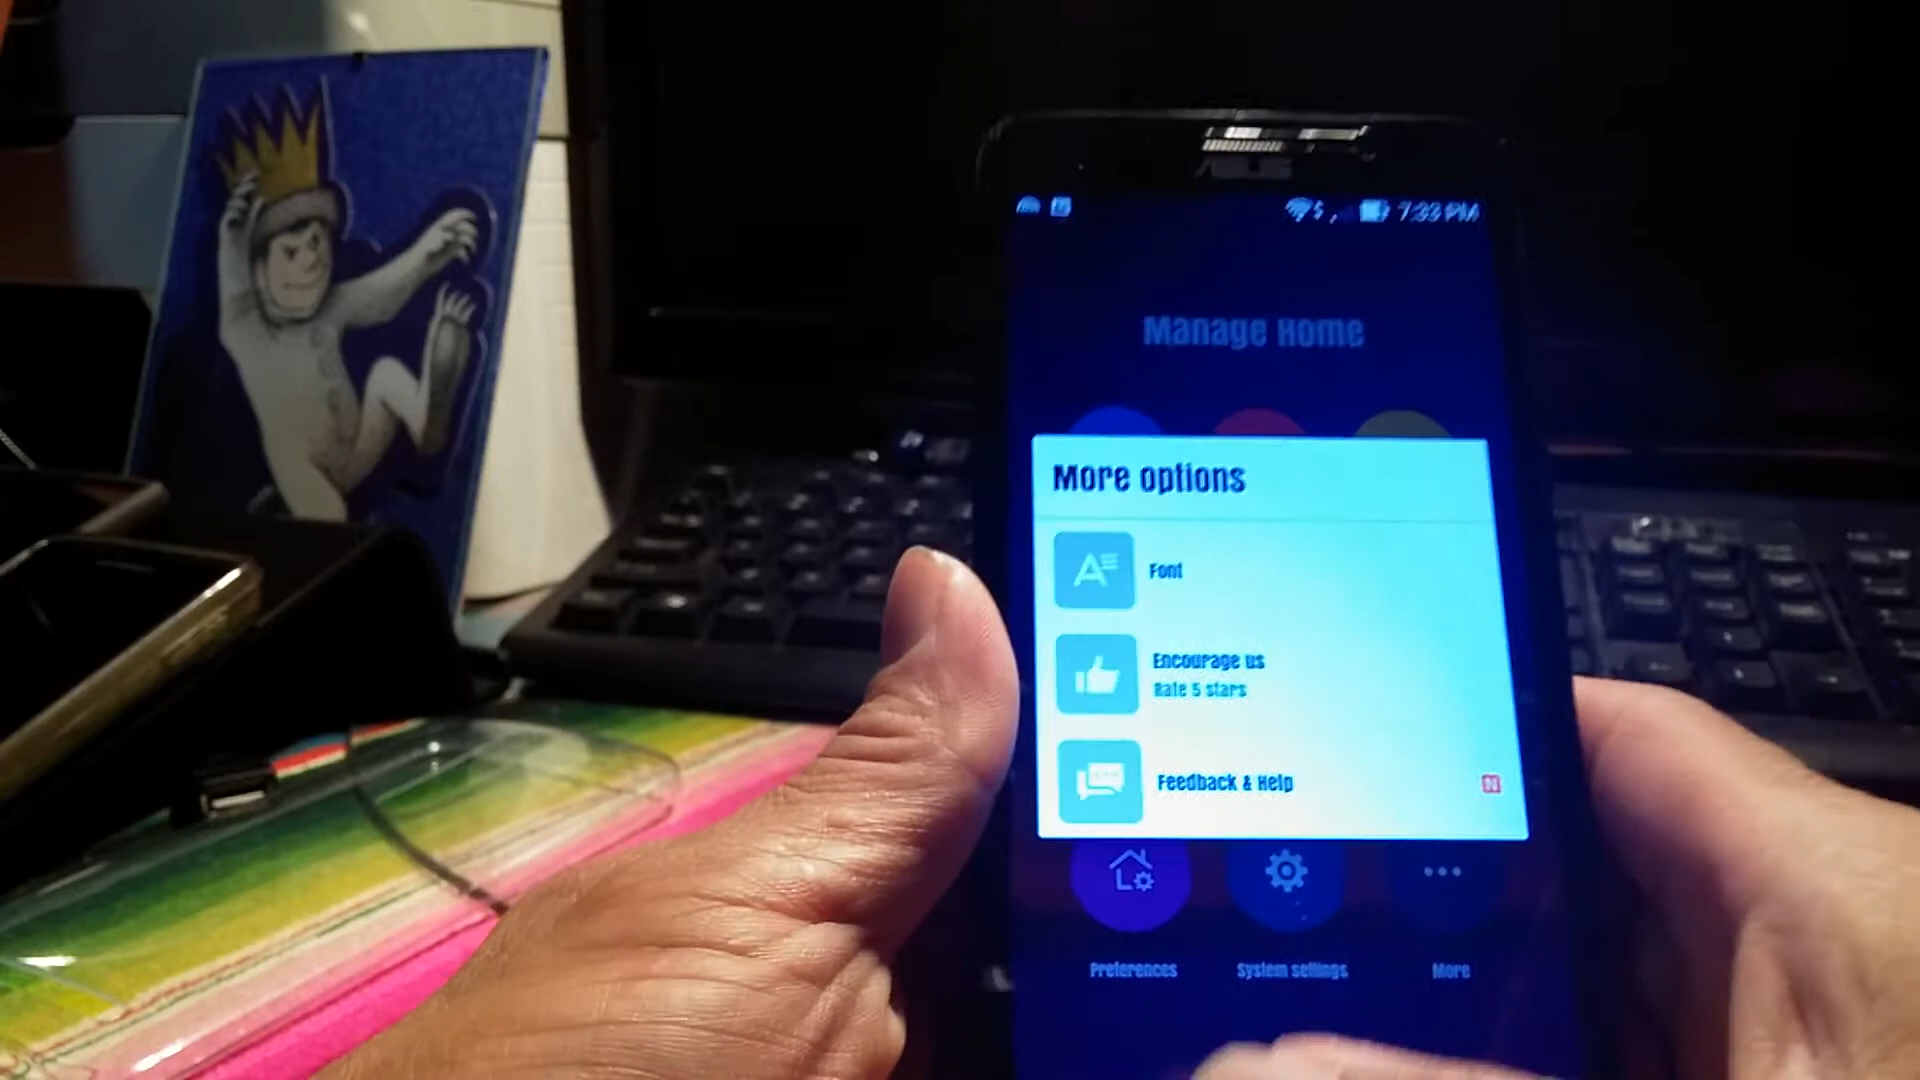 ASUS
7:33 PM
Manage Home
More options
Font
Encourage us
Rate 5 stars
Feedback & Help
N
Preferences
System settings
More